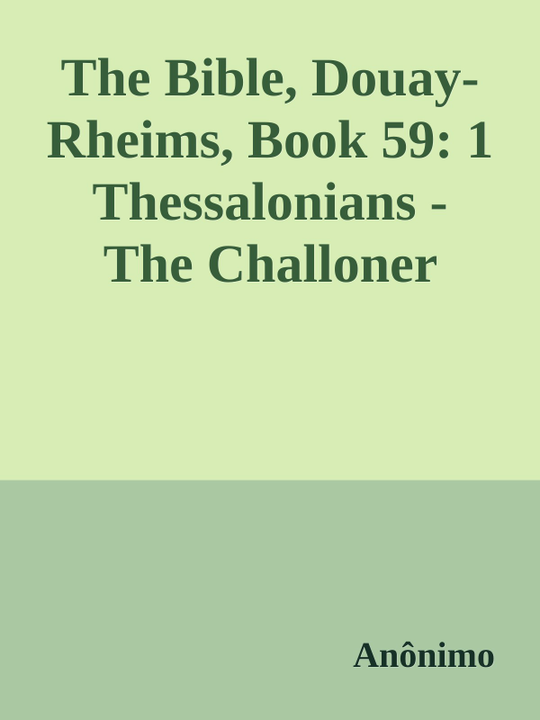 The Bible, Douay-
Rheims, Book 59: 1
Thessalonians -
The Challoner
Anônimo